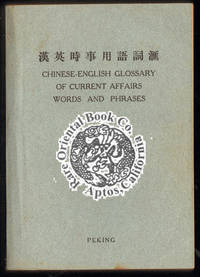 漢英時事用語詞滙
CHINESE-ENGLISH GLOSSARY
OF CURRENT AFFAIRS
WORDS AND PHRASES
Rare Oriental Book Co.
Aptos, California
PEKING